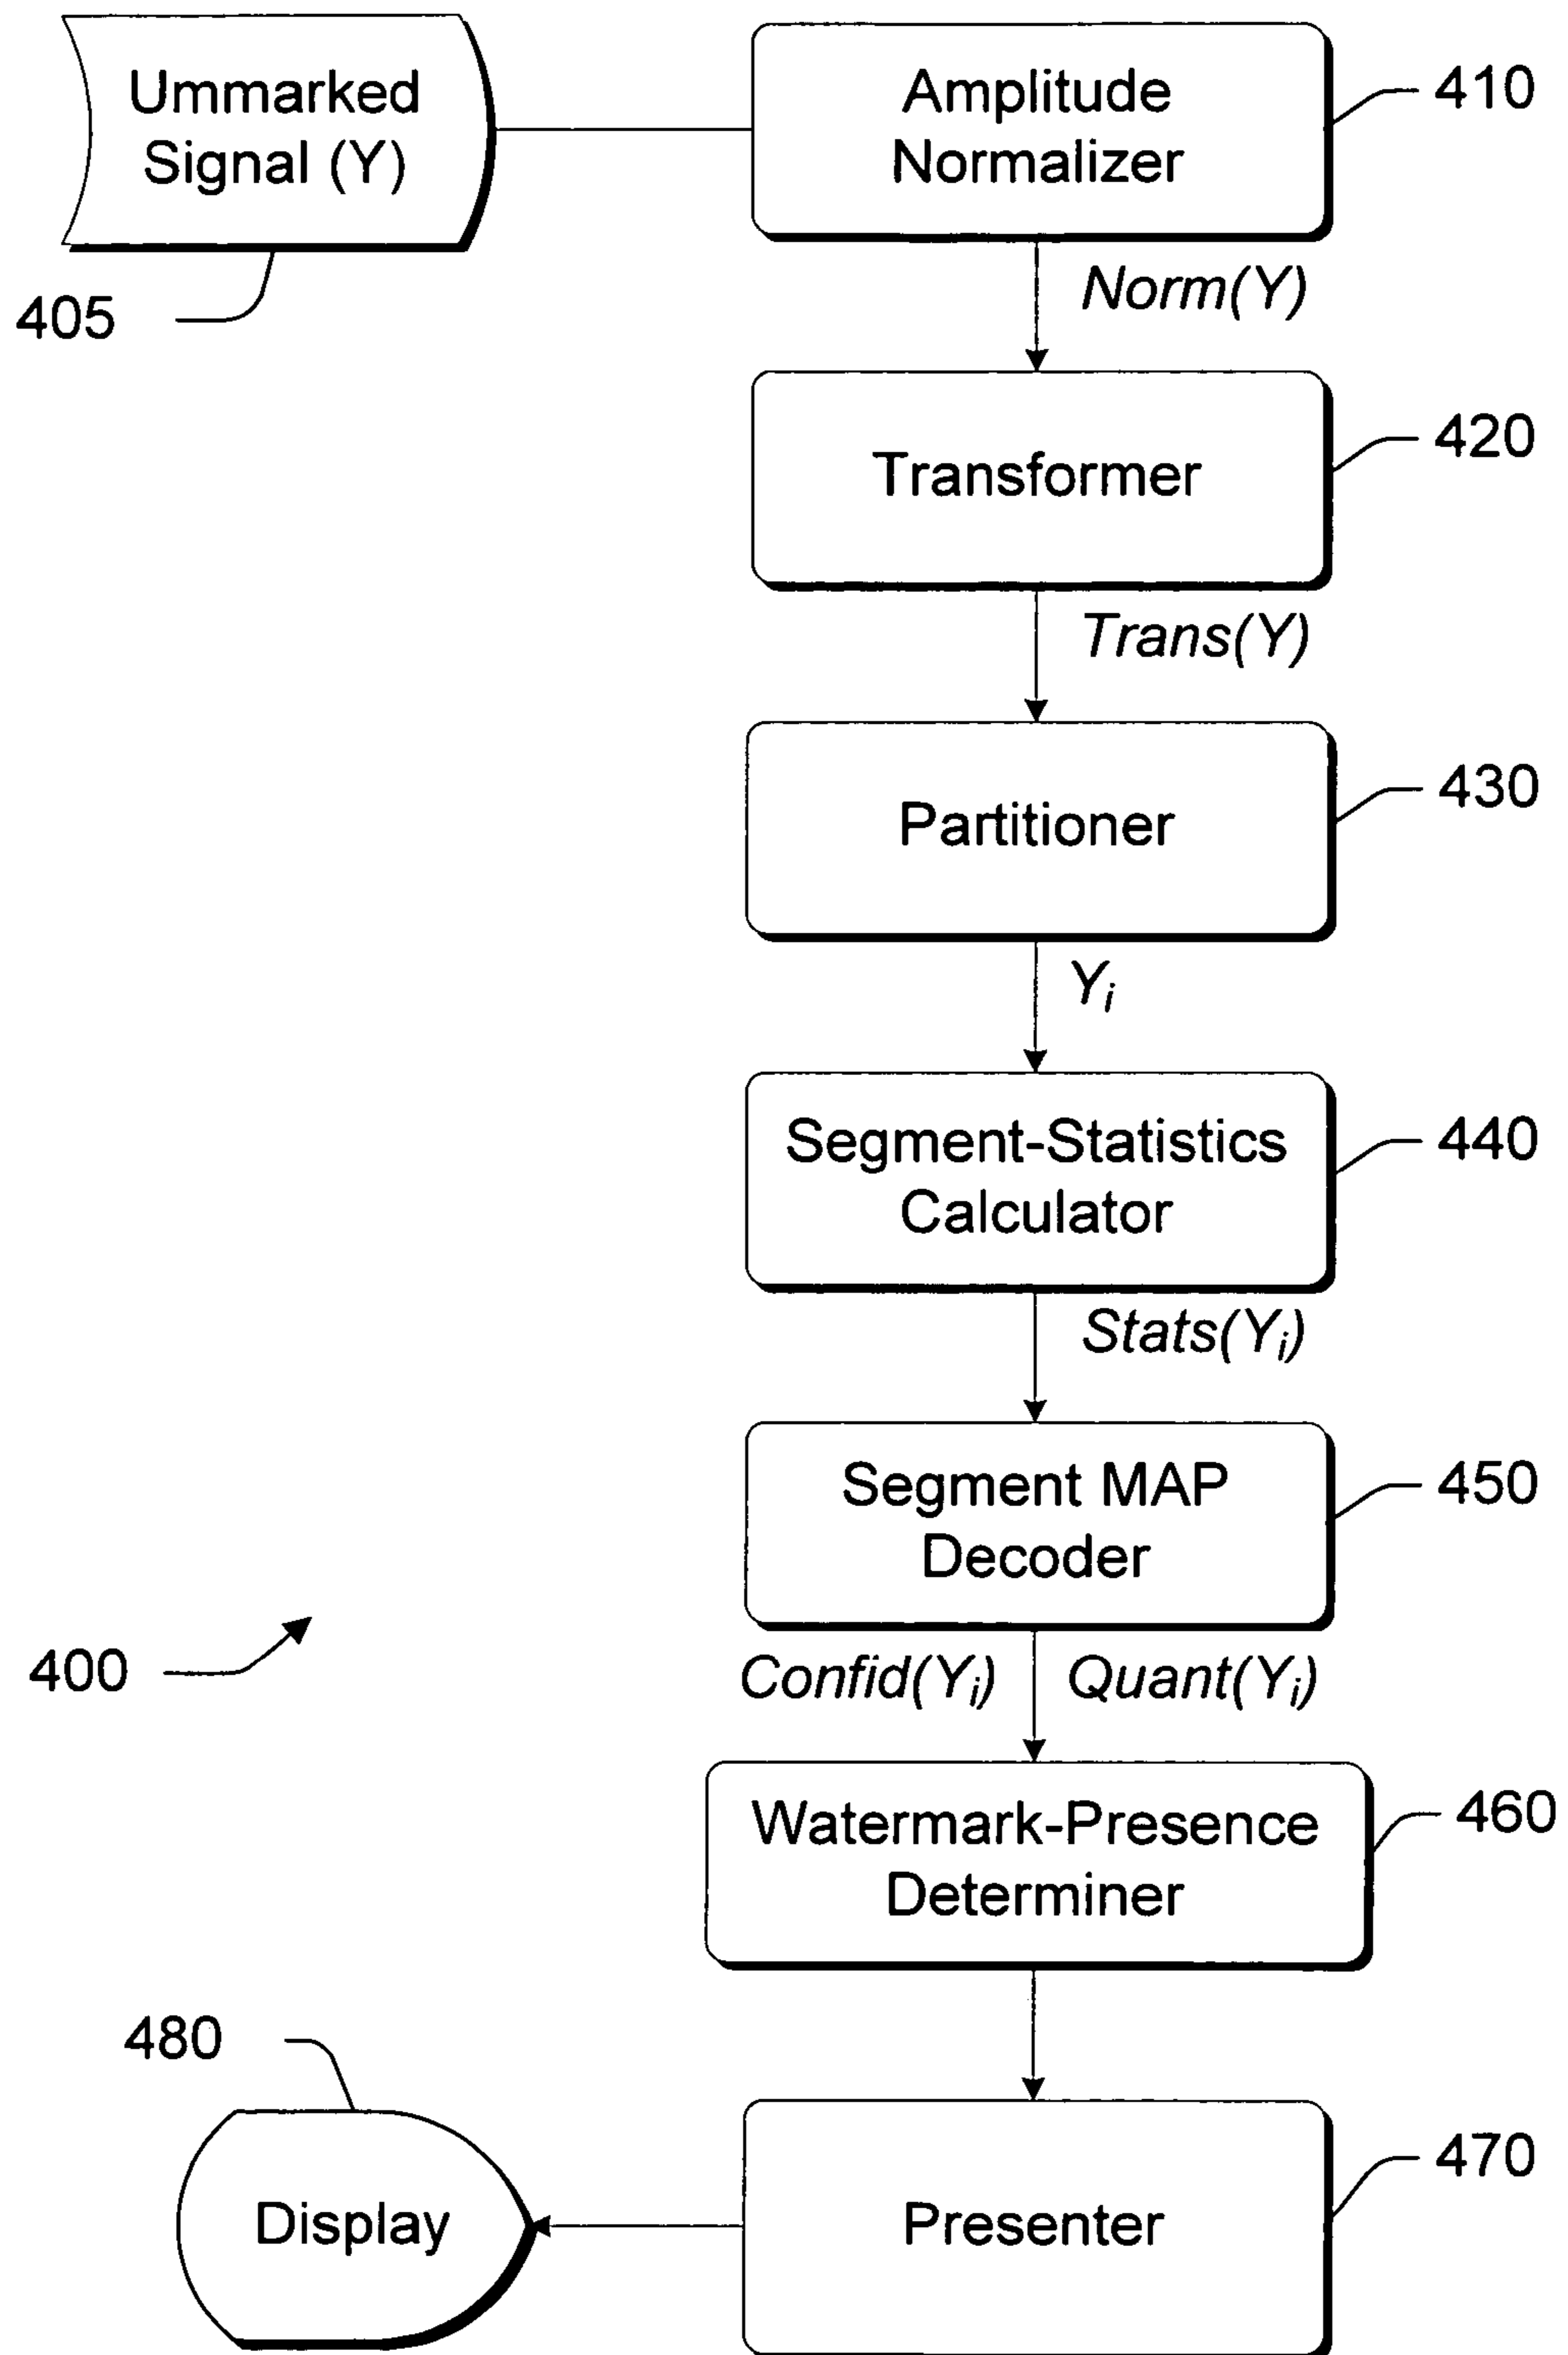 Ummarked
Signal (Y)
405
Amplitude
Normalizer
410
Norm(Y)
Transformer
420
Trans(Y)
Partitioner
430
Yi
Segment-Statistics
Calculator
440
Stats(Yi)
Segment MAP
Decoder
450
400
Confid(Yi)
Quant(Yi)
Watermark-Presence
Determiner
460
480
Display
Presenter
470